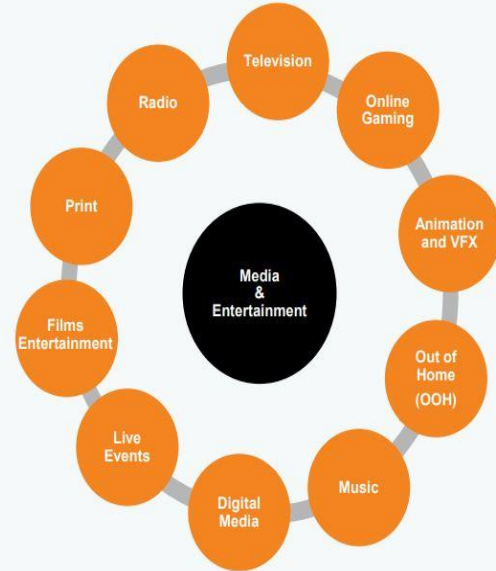 Television
Online
Gaming
Animation
and VFX
Out of
Home
(OOH)
Music
Digital
Media
Live
Events
Films
Entertainment
Print
Radio
Media
&
Entertainment